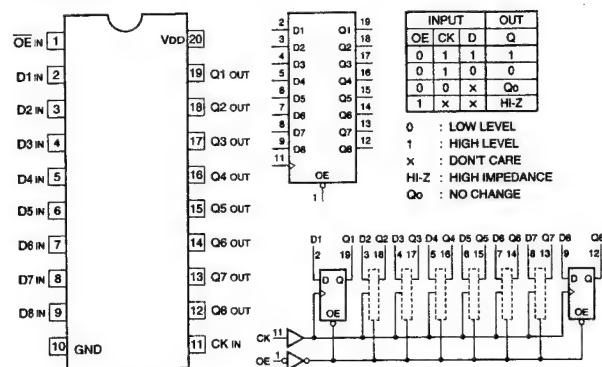 OE IN 1
D1 IN 2
D2 IN 3
D3 IN 4
D4 IN 5
D5 IN 6
D6 IN 7
D7 IN 8
D8 IN 9
10 GND
VDD 20
19 Q1 OUT
18 Q2 OUT
17 Q3 OUT
16 Q4 OUT
15 Q5 OUT
14 Q6 OUT
13 Q7 OUT
12 Q8 OUT
11 CK IN
2 D1 Q1 19
3 D2 Q2 18
4 D3 Q3 17
5 D4 Q4 16
6 D5 Q5 15
7 D6 Q6 14
8 D7 Q7 13
9 D8 Q8 12
11
OE
1
INPUT OUT
OE CK D Q
0 1 1 1
0 1 0 0
0 0 × Qo
1 × × HI-Z
0 : LOW LEVEL
1 : HIGH LEVEL
× : DON'T CARE
HI-Z : HIGH IMPEDANCE
Qo : NO CHANGE
D1 Q1 D2 Q2 D3 Q3 D4 Q4 D5 Q5 D6 Q6 D7 Q7 D8 Q8
2 19 3 18 4 17 5 16 6 15 7 14 8 13 9 12
D Q
OE
D Q
OE
CK 11
OE 1